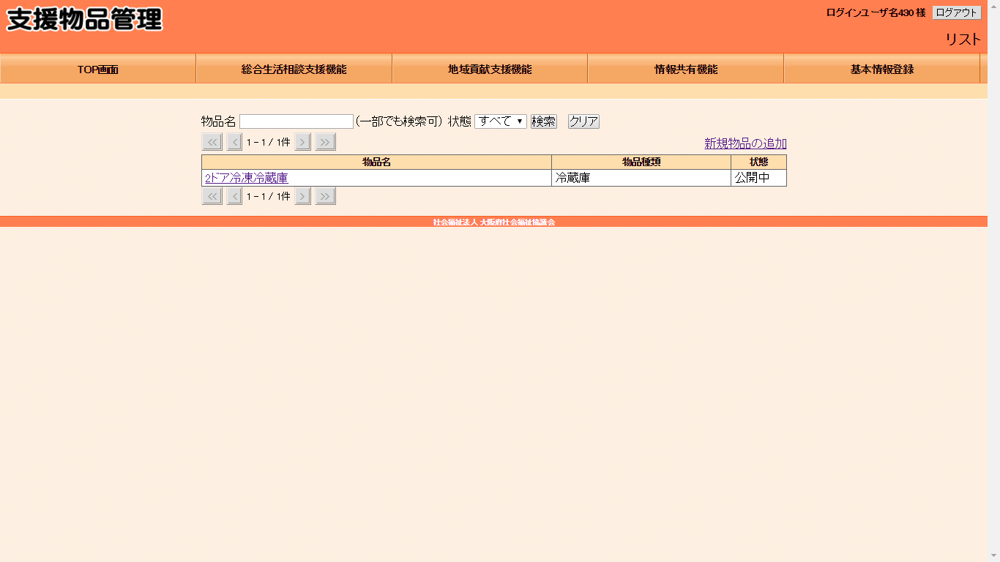 支援物品管理
ログインユーザ名430 様 ログアウト
リスト
TOP画面 総合生活相談支援機能 地域貢献支援機能 情報共有機能 基本情報登録
物品名 (一部でも検索可) 状態 すべて 検索 クリア
<< < 1 - 1 / 1件 > >> 新規物品の追加
物品名 物品種類 状態
2ドア冷凍冷蔵庫 冷蔵庫 公開中
<< < 1 - 1 / 1件 > >>
社会福祉法人 大阪府社会福祉協議会